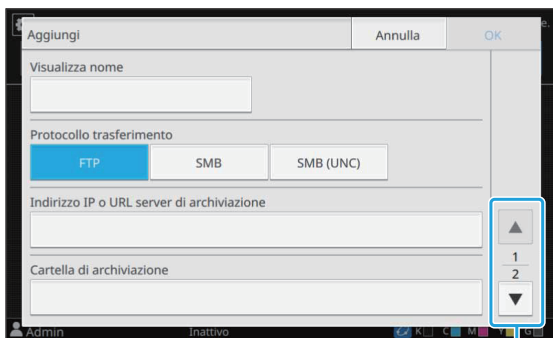 e.
Aggiungi Annulla OK
Visualizza nome
Protocollo trasferimento
FTP SMB SMB (UNC)
Indirizzo IP o URL server di archiviazione
1
2
Cartella di archiviazione
Admin Inattivo K C M Y G